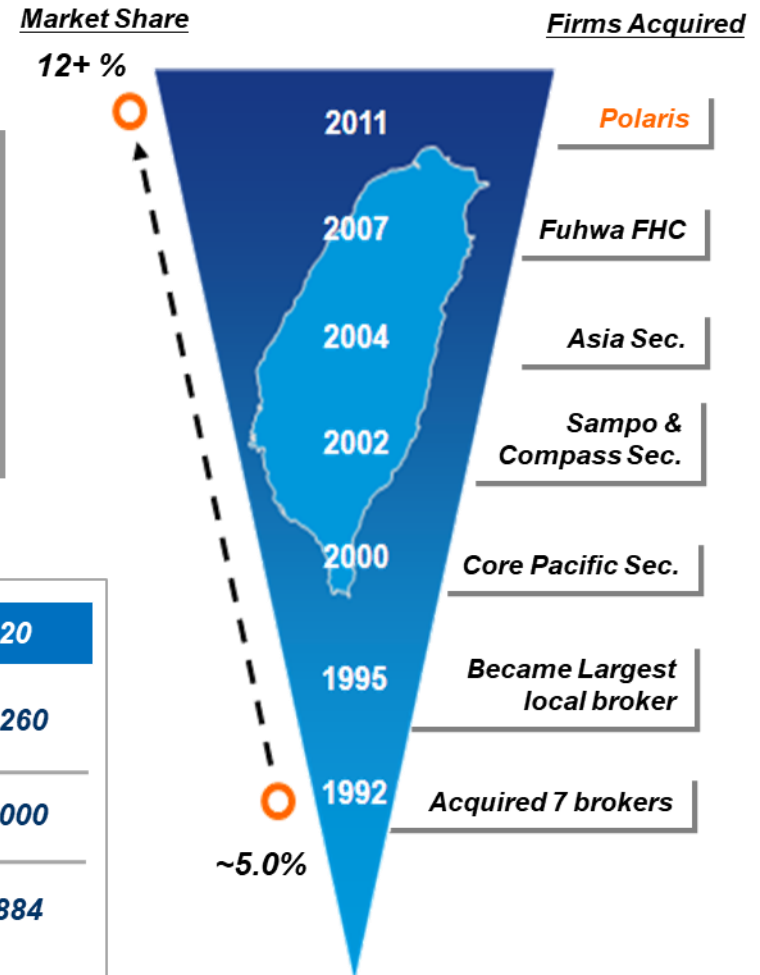 Market Share
Firms Acquired
12+ %
2011
Polaris
2007
Fuhwa FHC
2004
Asia Sec.
2002
Sampo &
Compass Sec.
2000
Core Pacific Sec.
20
1995
Became Largest
local broker
260
1992
Acquired 7 brokers
000
~5.0%
884